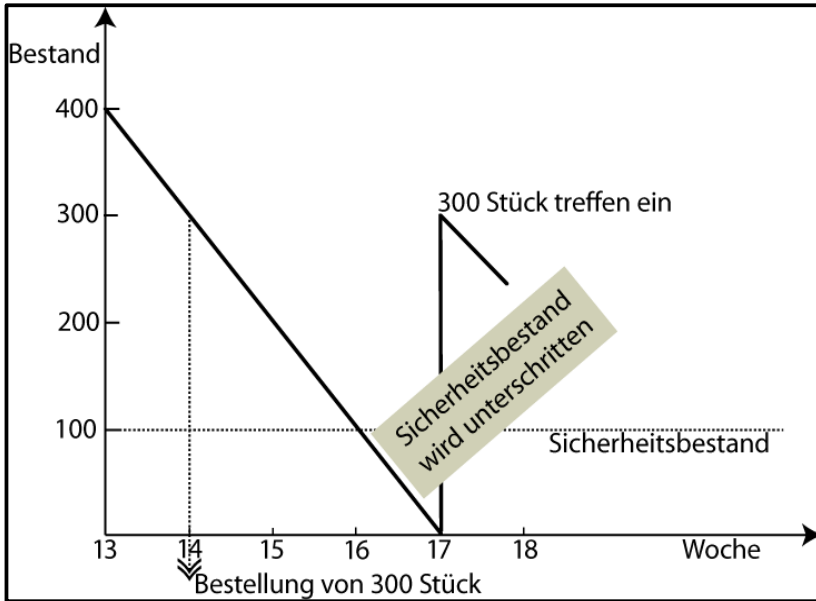 Bestand
400
300
200
100
300 Stück treffen ein
Sicherheitsbestand
wird unterschritten
Sicherheitsbestand
13 14 15 16 17 18 Woche
Bestellung von 300 Stück